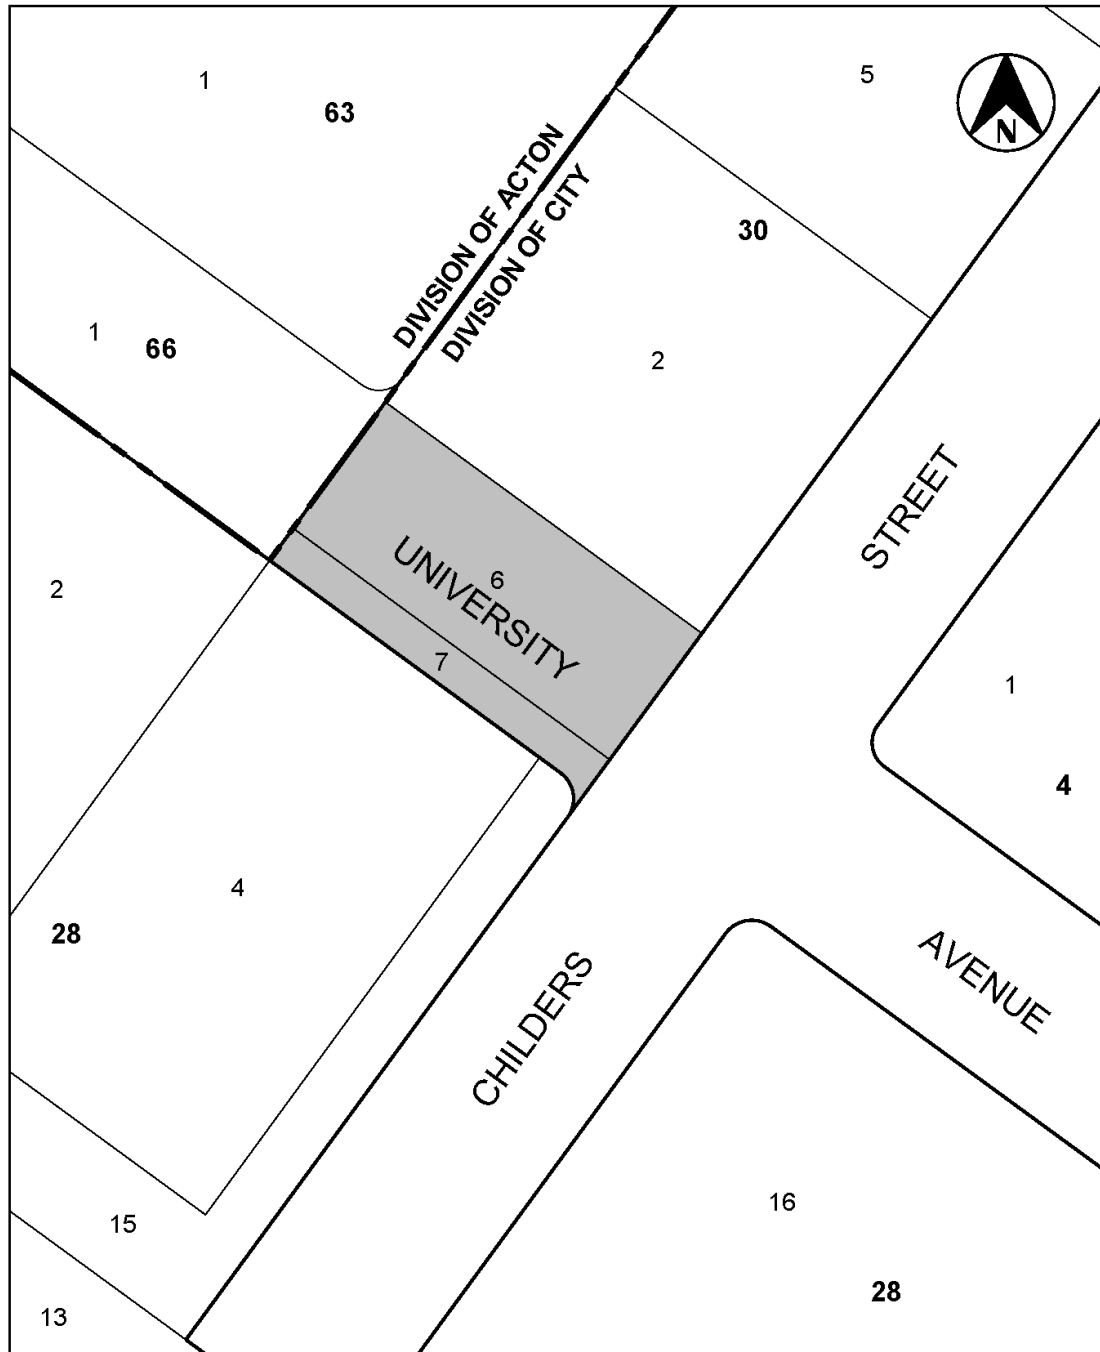 1
63
5
N
DIVISION OF ACTON
DIVISION OF CITY
30
1
66
2
STREET
UNIVERSITY
6
2
7
1
4
4
28
AVENUE
CHILDERS
16
15
28
13